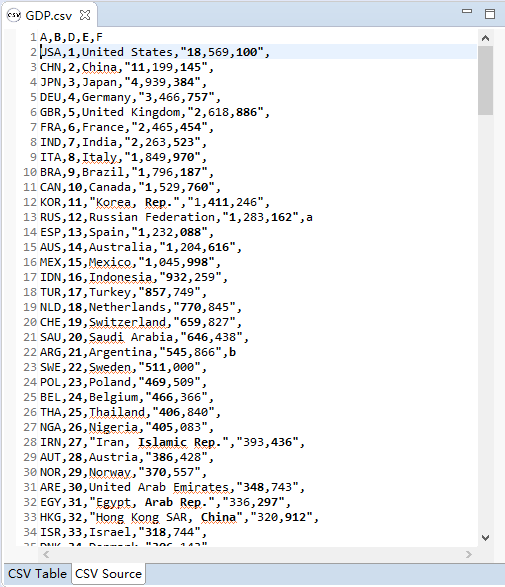 GDP.csv
1 A,B,D,E,F
2 USA,1,United States,"18,569,100",
3 CHN,2,China,"11,199,145",
4 JPN,3,Japan,"4,939,384",
5 DEU,4,Germany,"3,466,757",
6 GBR,5,United Kingdom,"2,618,886",
7 FRA,6,France,"2,465,454",
8 IND,7,India,"2,263,523",
9 ITA,8,Italy,"1,849,970",
10 BRA,9,Brazil,"1,796,187",
11 CAN,10,Canada,"1,529,760",
12 KOR,11,"Korea, Rep.","1,411,246",
13 RUS,12,Russian Federation,"1,283,162",a
14 ESP,13,Spain,"1,232,088",
15 AUS,14,Australia,"1,204,616",
16 MEX,15,Mexico,"1,045,998",
17 IDN,16,Indonesia,"932,259",
18 TUR,17,Turkey,"857,749",
19 NLD,18,Netherlands,"770,845",
20 CHE,19,Switzerland,"659,827",
21 SAU,20,Saudi Arabia,"646,438",
22 ARG,21,Argentina,"545,866",b
23 SWE,22,Sweden,"511,000",
24 POL,23,Poland,"469,509",
25 BEL,24,Belgium,"466,366",
26 THA,25,Thailand,"406,840",
27 NGA,26,Nigeria,"405,083",
28 IRN,27,"Iran, Islamic Rep.","393,436",
29 AUT,28,Austria,"386,428",
30 NOR,29,Norway,"370,557",
31 ARE,30,United Arab Emirates,"348,743",
32 EGY,31,"Egypt, Arab Rep.","336,297",
33 HKG,32,"Hong Kong SAR, China","320,912",
34 ISR,33,Israel,"318,744",
CSV Table CSV Source